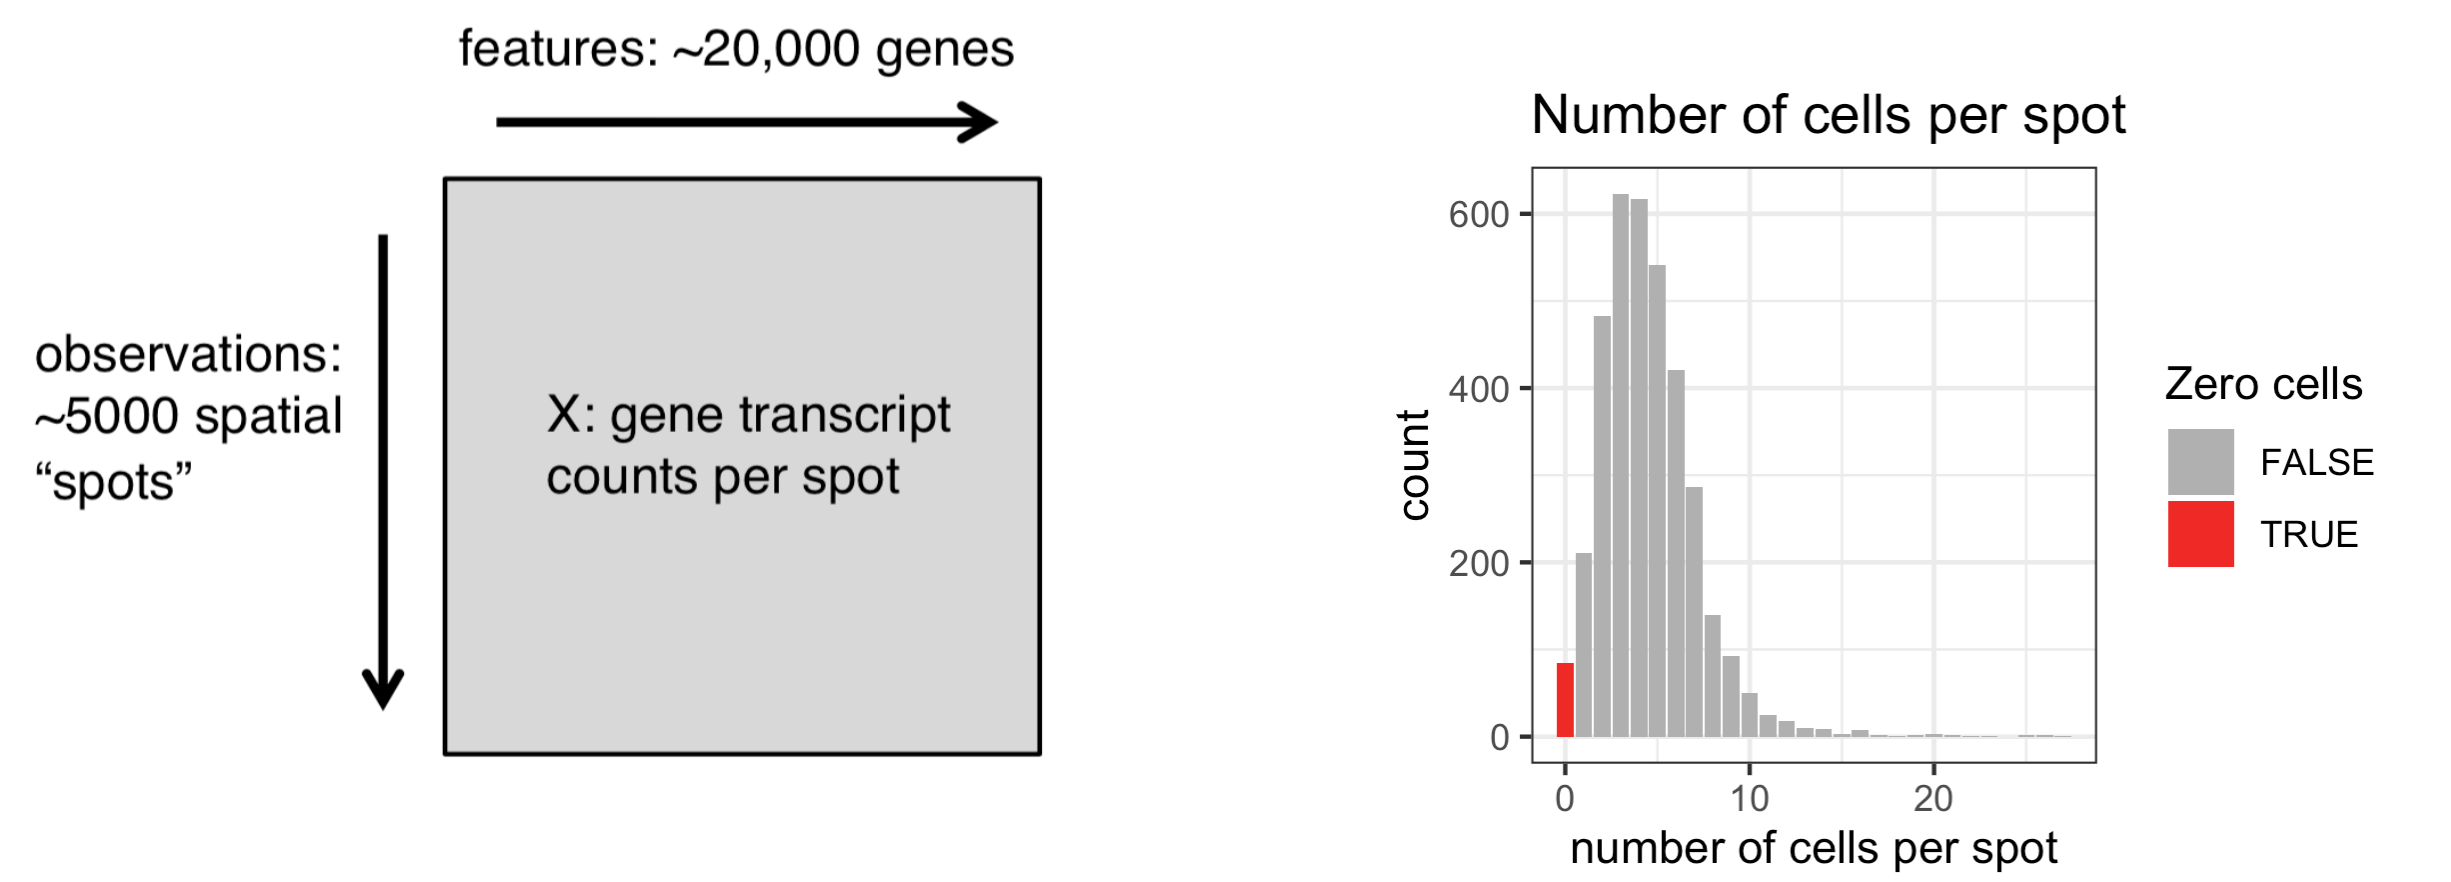 features: ~20,000 genes
observations:
~5000 spatial
“spots”
X: gene transcript
counts per spot
Number of cells per spot
600
400
200
0
count
0 10 20
number of cells per spot
Zero cells
FALSE
TRUE